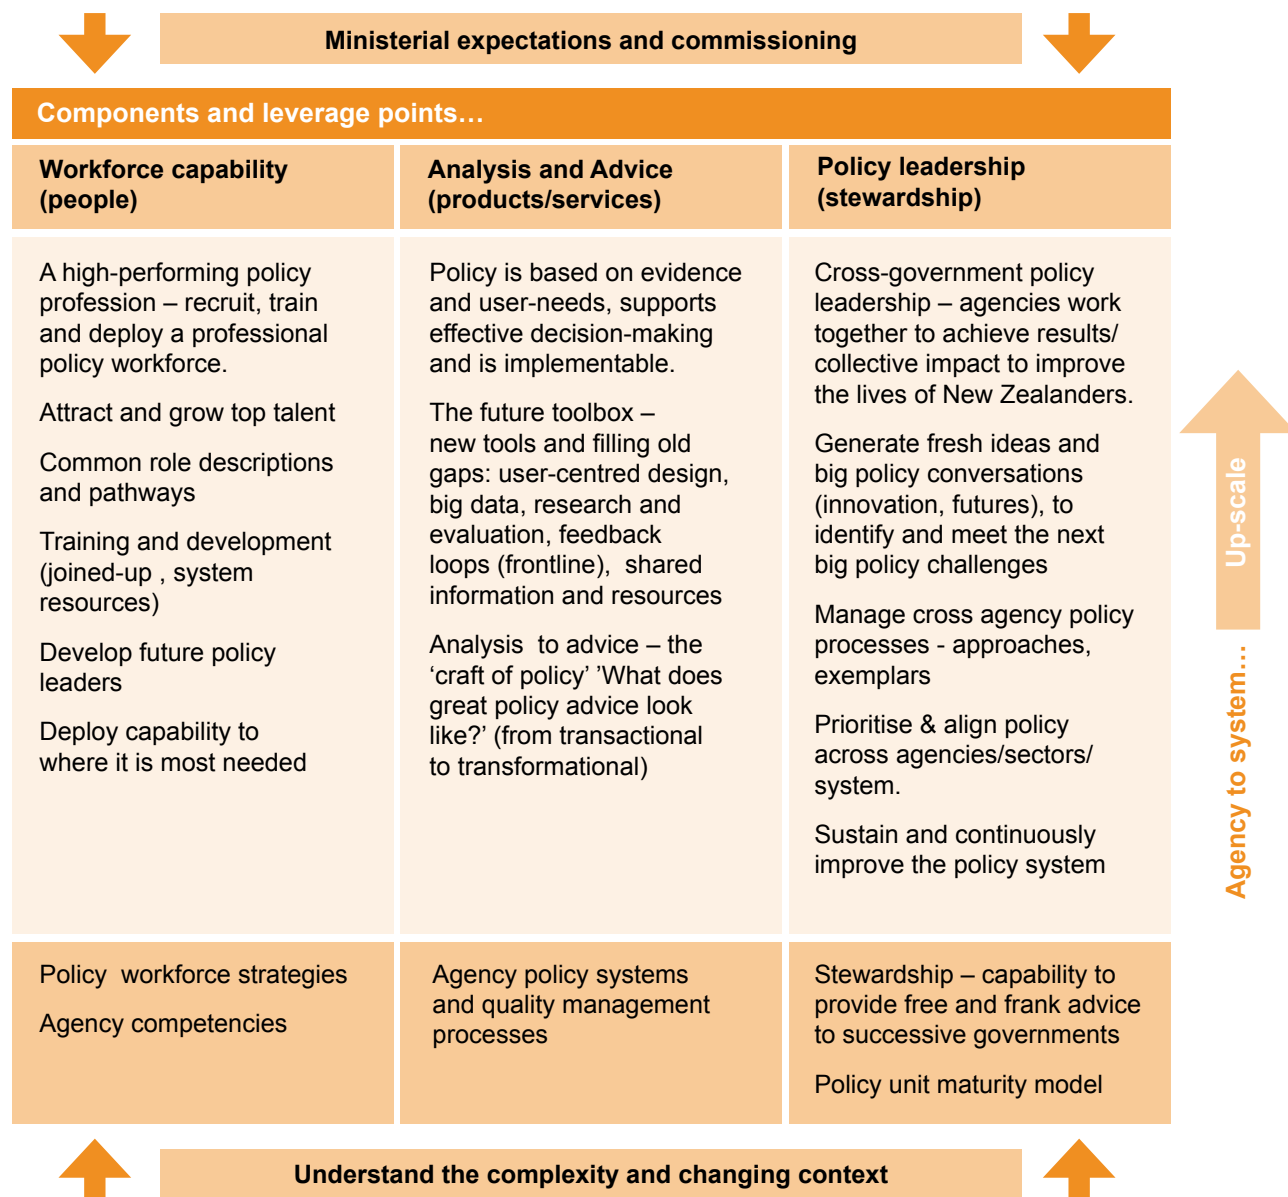 Ministerial expectations and commissioning
Components and leverage points…
Workforce capability
(people)
Analysis and Advice
(products/services)
Policy leadership
(stewardship)
A high-performing policy
profession – recruit, train
and deploy a professional
policy workforce.
Attract and grow top talent
Common role descriptions
and pathways
Training and development
(joined-up , system
resources)
Develop future policy
leaders
Deploy capability to
where it is most needed
Policy is based on evidence
and user-needs, supports
effective decision-making
and is implementable.
The future toolbox –
new tools and filling old
gaps: user-centred design,
big data, research and
evaluation, feedback
loops (frontline),  shared
information and resources
Analysis  to advice – the
‘craft of policy’ ’What does
great policy advice look
like?’ (from transactional
to transformational)
Cross-government policy
leadership – agencies work
together to achieve results/
collective impact to improve
the lives of New Zealanders.
Generate fresh ideas and
big policy conversations
(innovation, futures), to
identify and meet the next
big policy challenges
Manage cross agency policy
processes - approaches,
exemplars
Prioritise & align policy
across agencies/sectors/
system.
Sustain and continuously
improve the policy system
Policy  workforce strategies
Agency competencies
Agency policy systems
and quality management
processes
Stewardship – capability to
provide free and frank advice
to successive governments
Policy unit maturity model
Agency to system…
Up-scale
Understand the complexity and changing context